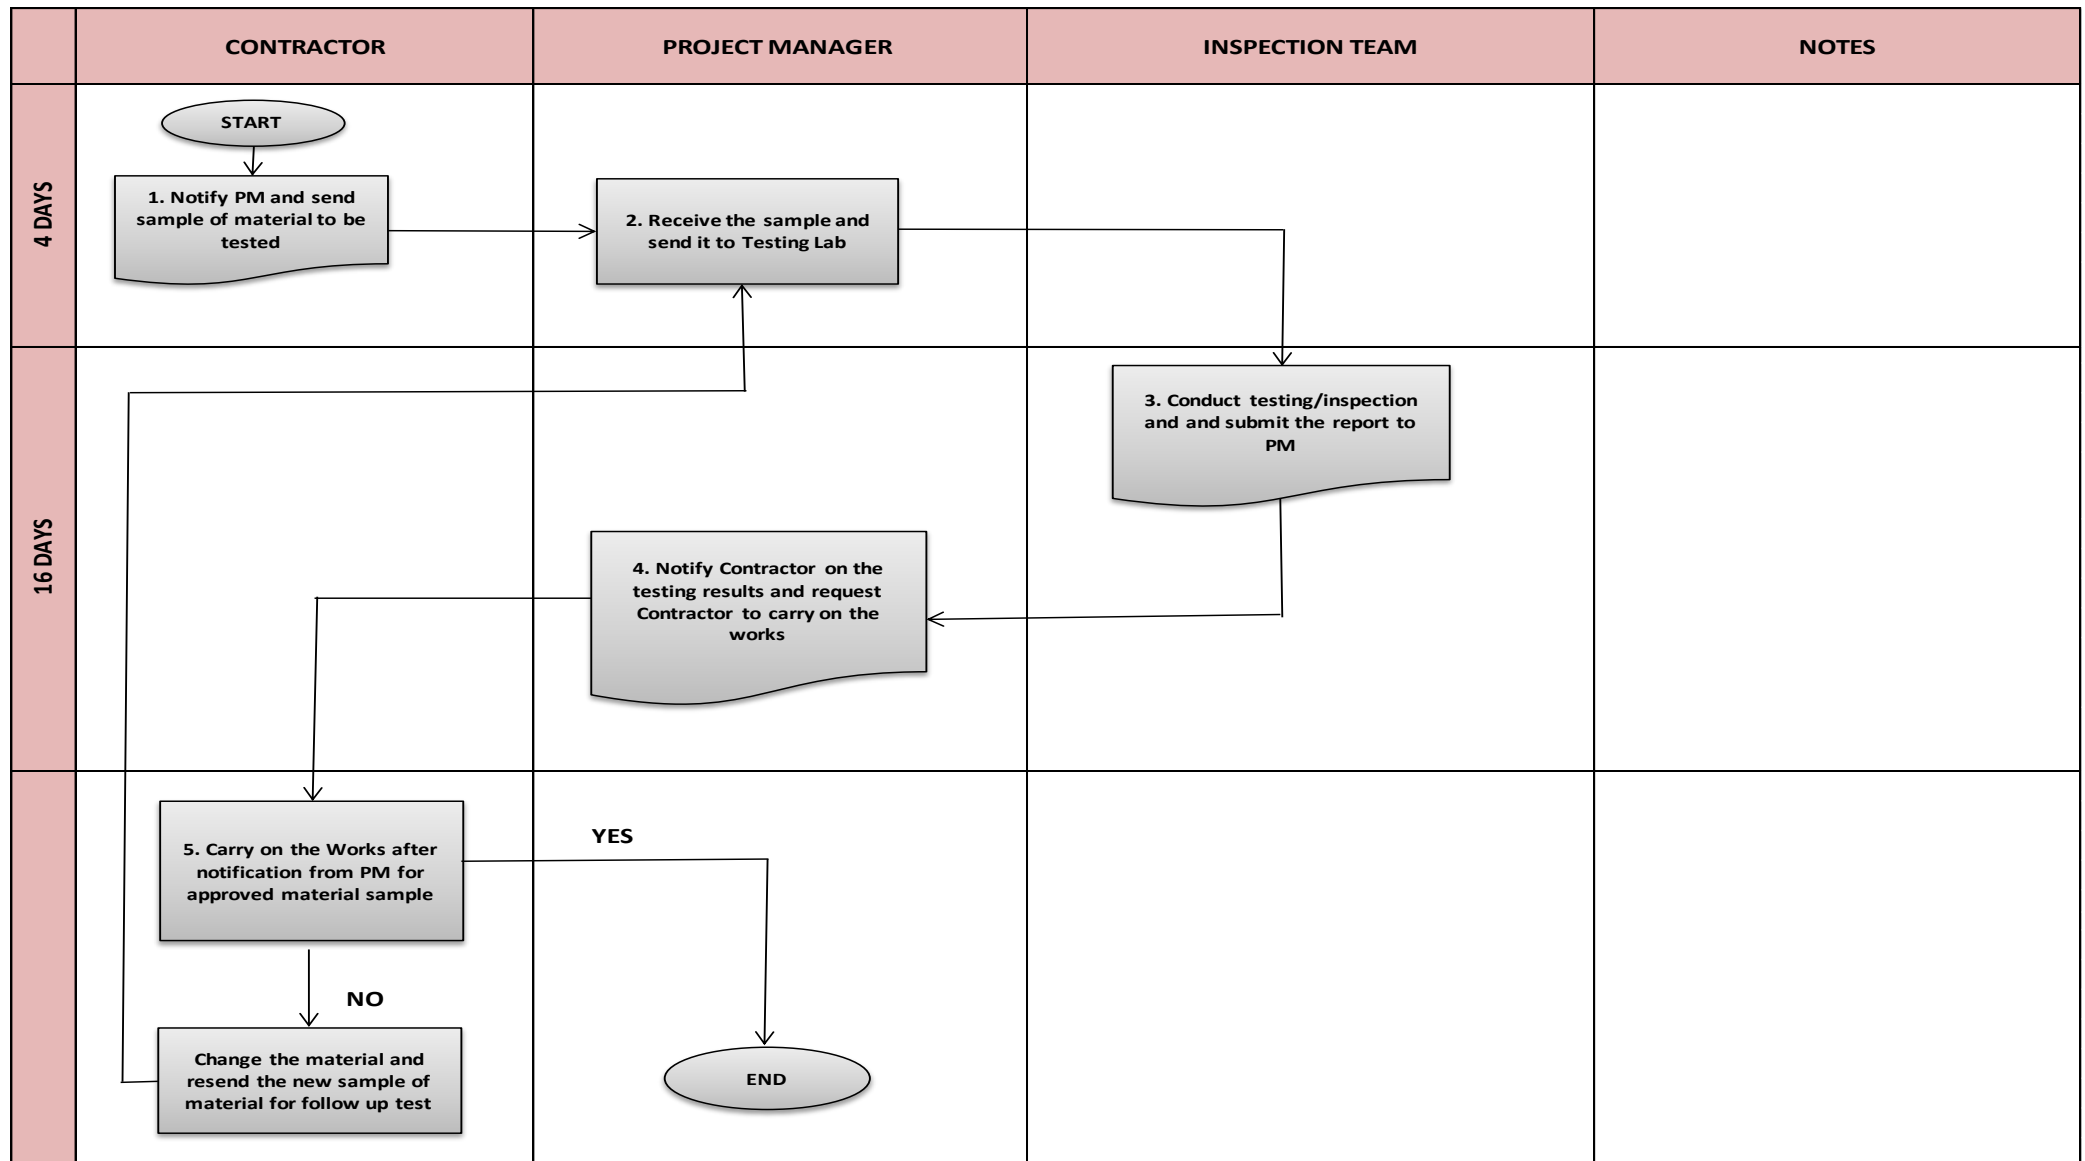 CONTRACTOR
PROJECT MANAGER
INSPECTION TEAM
NOTES
4 DAYS
START
1. Notify PM and send
sample of material to be
tested
2. Receive the sample and
send it to Testing Lab
16 DAYS
3. Conduct testing/inspection
and and submit the report to
PM
4. Notify Contractor on the
testing results and request
Contractor to carry on the
works
5. Carry on the Works after
notification from PM for
approved material sample
YES
NO
Change the material and
resend the new sample of
material for follow up test
END